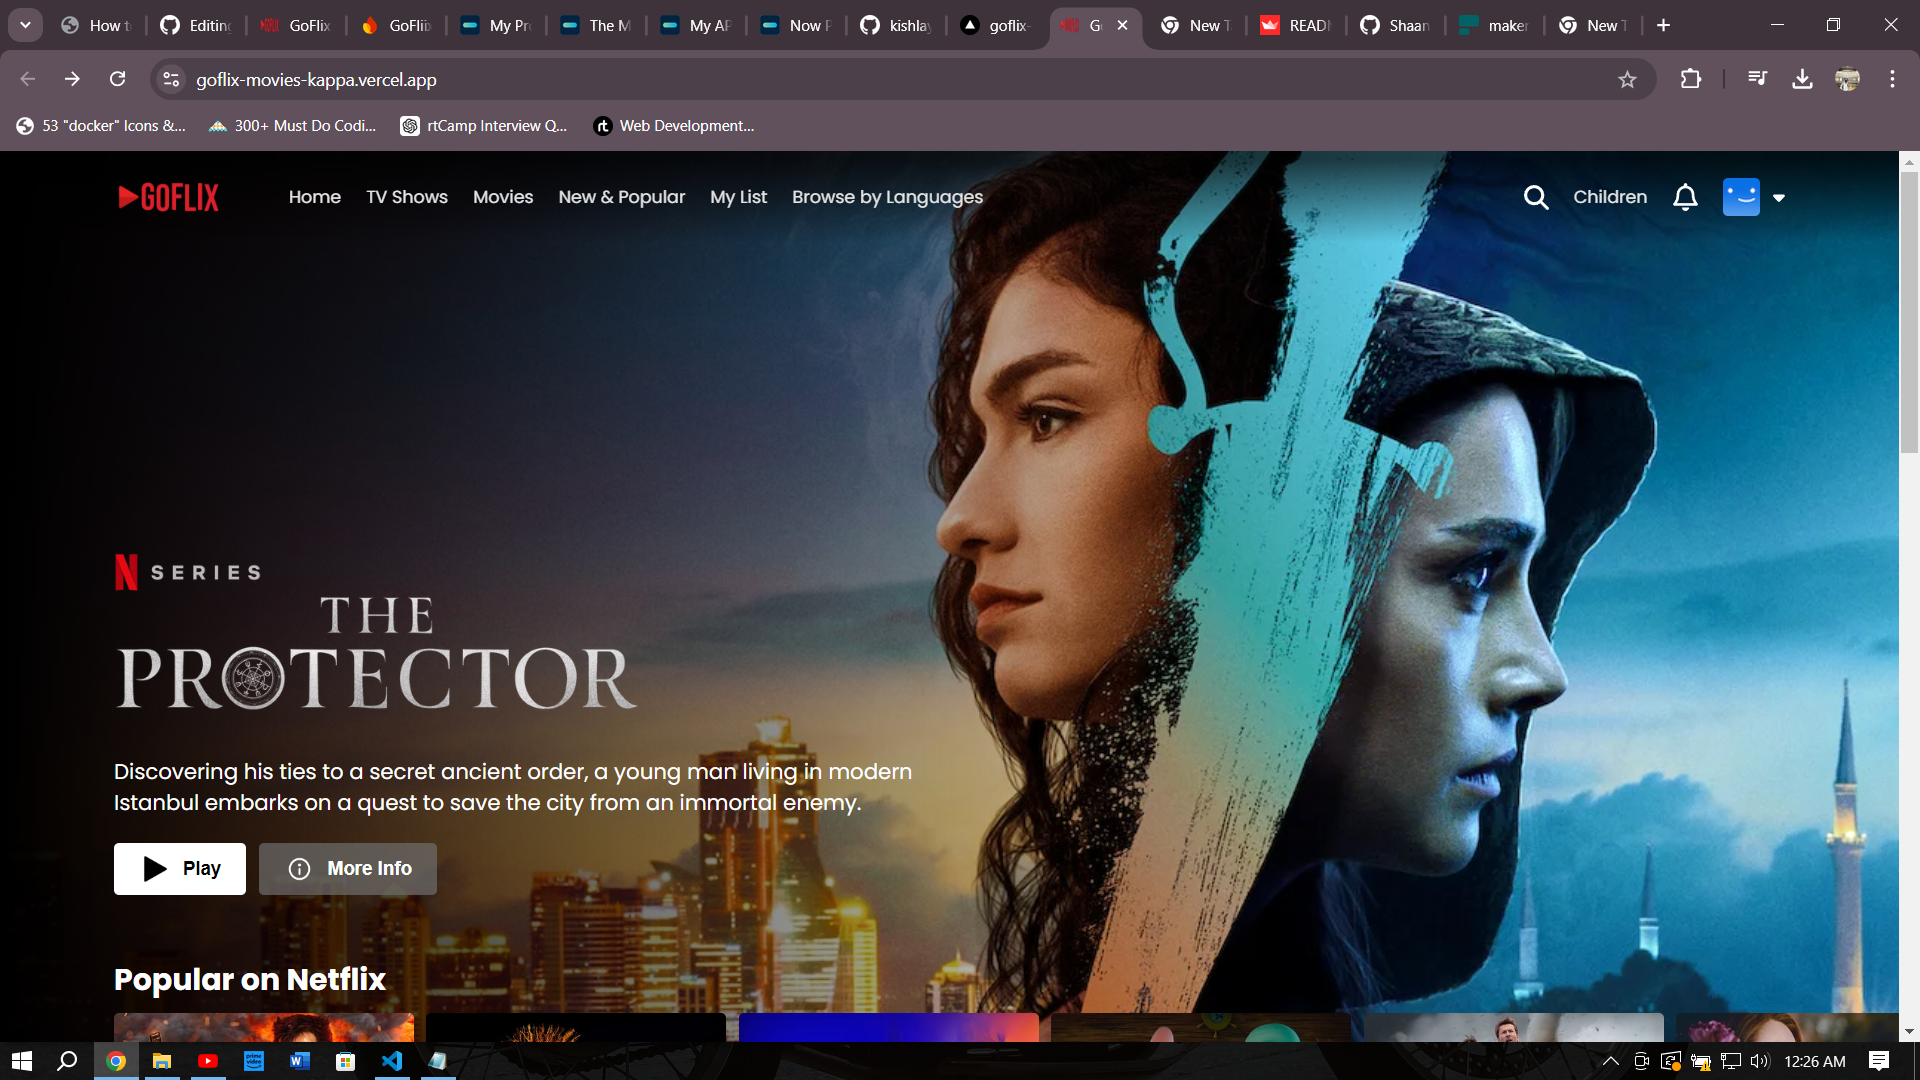 How t
Editing
GoFlix
GoFlix
My Pr
The M
My AP
Now P
kishlay
goflix-
G
New T
READ
Shaan
maker
New T
goflix-movies-kappa.vercel.app
53 "docker" Icons &...
300+ Must Do Codi...
rtCamp Interview Q...
Web Development...
GOFLIX
Home
TV Shows
Movies
New & Popular
My List
Browse by Languages
Children
N SERIES
THE
PROTECTOR
Discovering his ties to a secret ancient order, a young man living in modern
Istanbul embarks on a quest to save the city from an immortal enemy.
Play
More Info
Popular on Netflix
prime video
12:26 AM